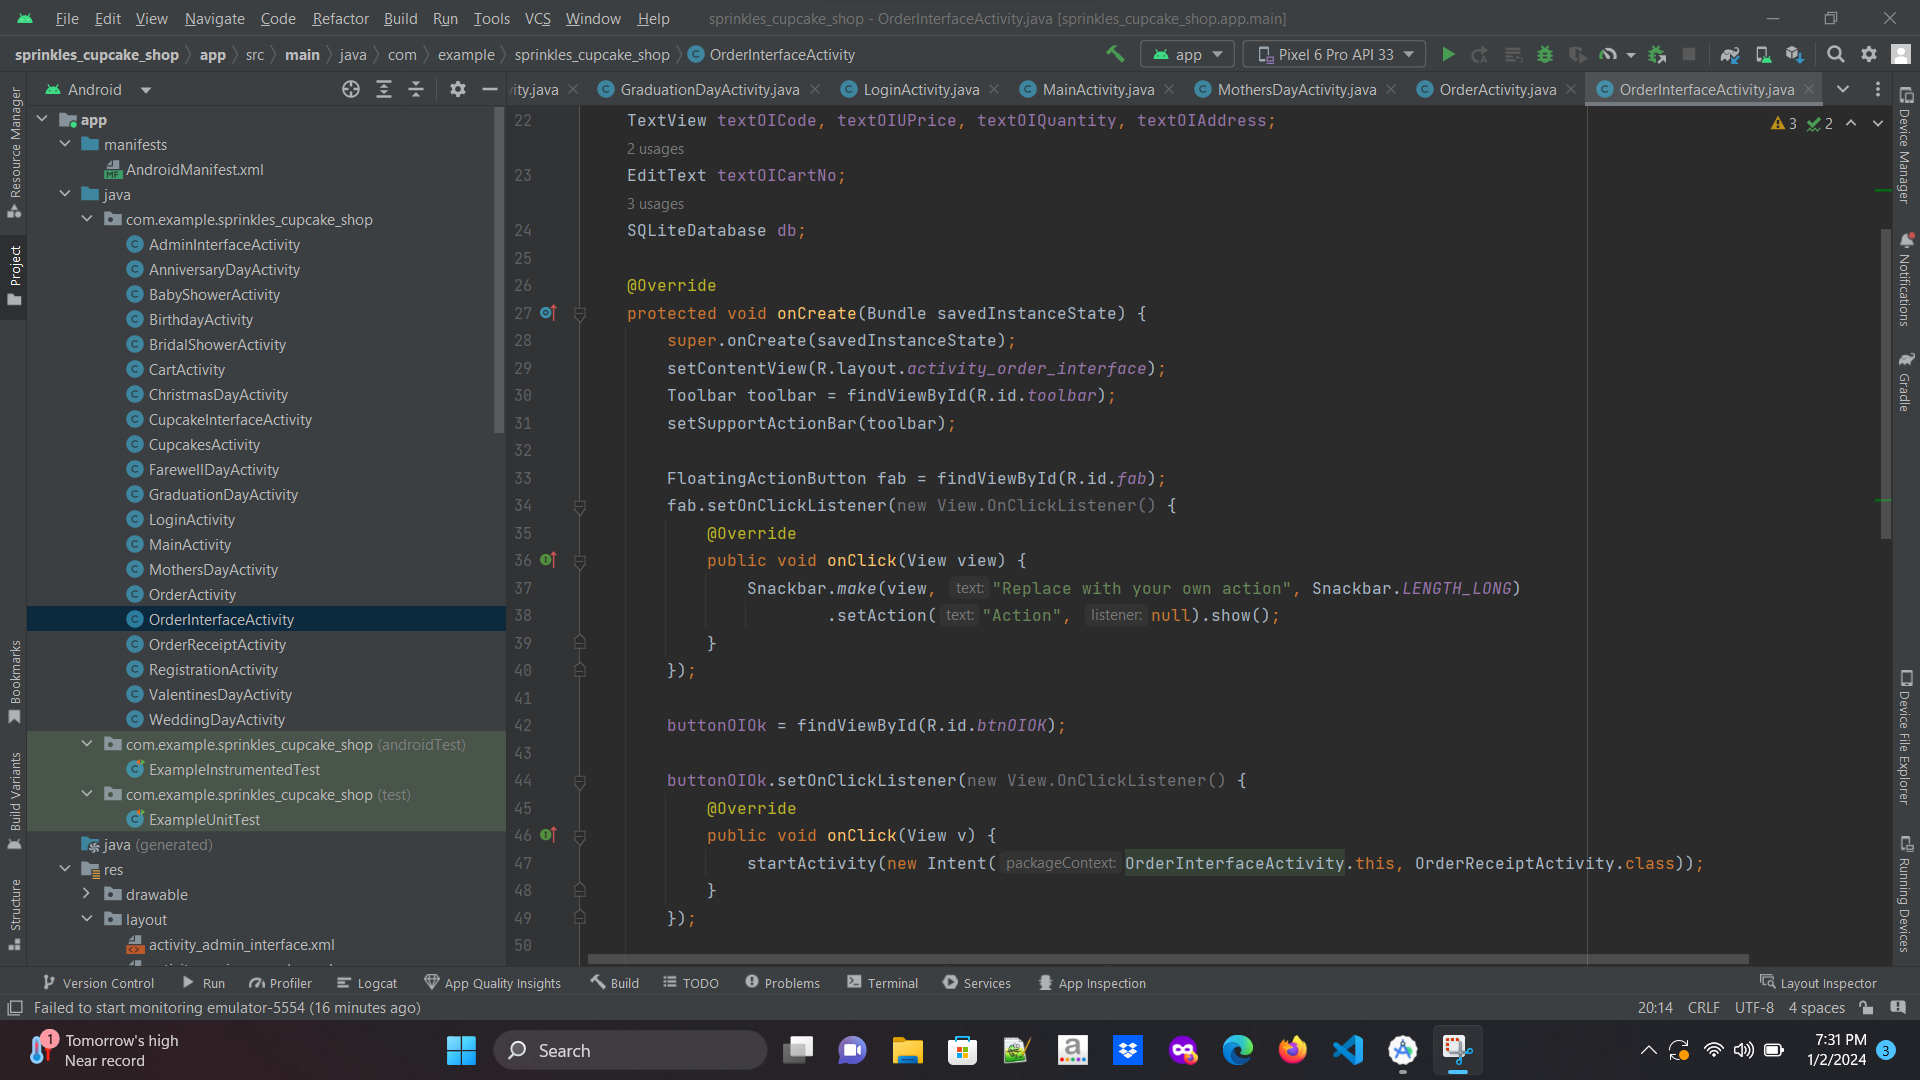 File Edit View Navigate Code Refactor Build Run Tools VCS Window Help
sprinkles_cupcake_shop - OrderInterfaceActivity.java [sprinkles_cupcake_shop.app.main]
sprinkles_cupcake_shop app src main java com example sprinkles_cupcake_shop OrderInterfaceActivity
app
Pixel 6 Pro API 33
Android
ity.java GraduationDayActivity.java LoginActivity.java MainActivity.java MothersDayActivity.java OrderActivity.java OrderInterfaceActivity.java
Resource Manager
Project
Bookmarks
Build Variants
Structure
app
manifests
AndroidManifest.xml
java
com.example.sprinkles_cupcake_shop
AdminInterfaceActivity
AnniversaryDayActivity
BabyShowerActivity
BirthdayActivity
BridalShowerActivity
CartActivity
ChristmasDayActivity
CupcakeInterfaceActivity
CupcakesActivity
FarewellDayActivity
GraduationDayActivity
LoginActivity
MainActivity
MothersDayActivity
OrderActivity
OrderInterfaceActivity
OrderReceiptActivity
RegistrationActivity
ValentinesDayActivity
WeddingDayActivity
com.example.sprinkles_cupcake_shop (androidTest)
ExampleInstrumentedTest
com.example.sprinkles_cupcake_shop (test)
ExampleUnitTest
java (generated)
res
drawable
layout
activity_admin_interface.xml
3 2
22 TextView textOICode, textOIUPrice, textOIQuantity, textOIAddress;
2 usages
23 EditText textOICartNo;
3 usages
24 SQLiteDatabase db;
25
26 @Override
27 protected void onCreate(Bundle savedInstanceState) {
28 super.onCreate(savedInstanceState);
29 setContentView(R.layout.activity_order_interface);
30 Toolbar toolbar = findViewById(R.id.toolbar);
31 setSupportActionBar(toolbar);
32
33 FloatingActionButton fab = findViewById(R.id.fab);
34 fab.setOnClickListener(new View.OnClickListener() {
35 @Override
36 public void onClick(View view) {
37 Snackbar.make(view, text: "Replace with your own action", Snackbar.LENGTH_LONG)
38 .setAction( text: "Action", listener: null).show();
39 }
40 });
41
42 buttonOIOk = findViewById(R.id.btnOIOK);
43
44 buttonOIOk.setOnClickListener(new View.OnClickListener() {
45 @Override
46 public void onClick(View v) {
47 startActivity(new Intent( packageContext: OrderInterfaceActivity.this, OrderReceiptActivity.class));
48 }
49 });
50
Device Manager
Notifications
Gradle
Device File Explorer
Running Devices
Version Control Run Profiler Logcat App Quality Insights Build TODO Problems Terminal Services App Inspection Layout Inspector
Failed to start monitoring emulator-5554 (16 minutes ago)
20:14 CRLF UTF-8 4 spaces
1
Tomorrow's high
Near record
Search
7:31 PM
1/2/2024
3